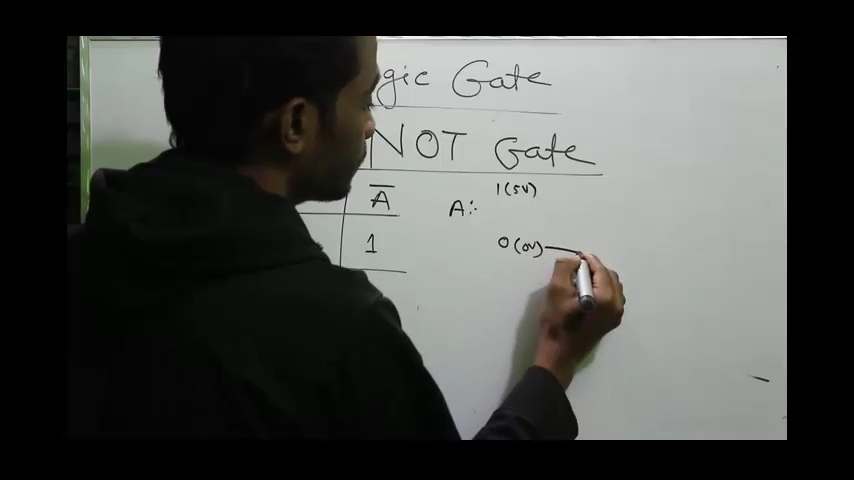 gic Gate
NOT Gate
A̅
A:- 1(5V)
1
0(0V)